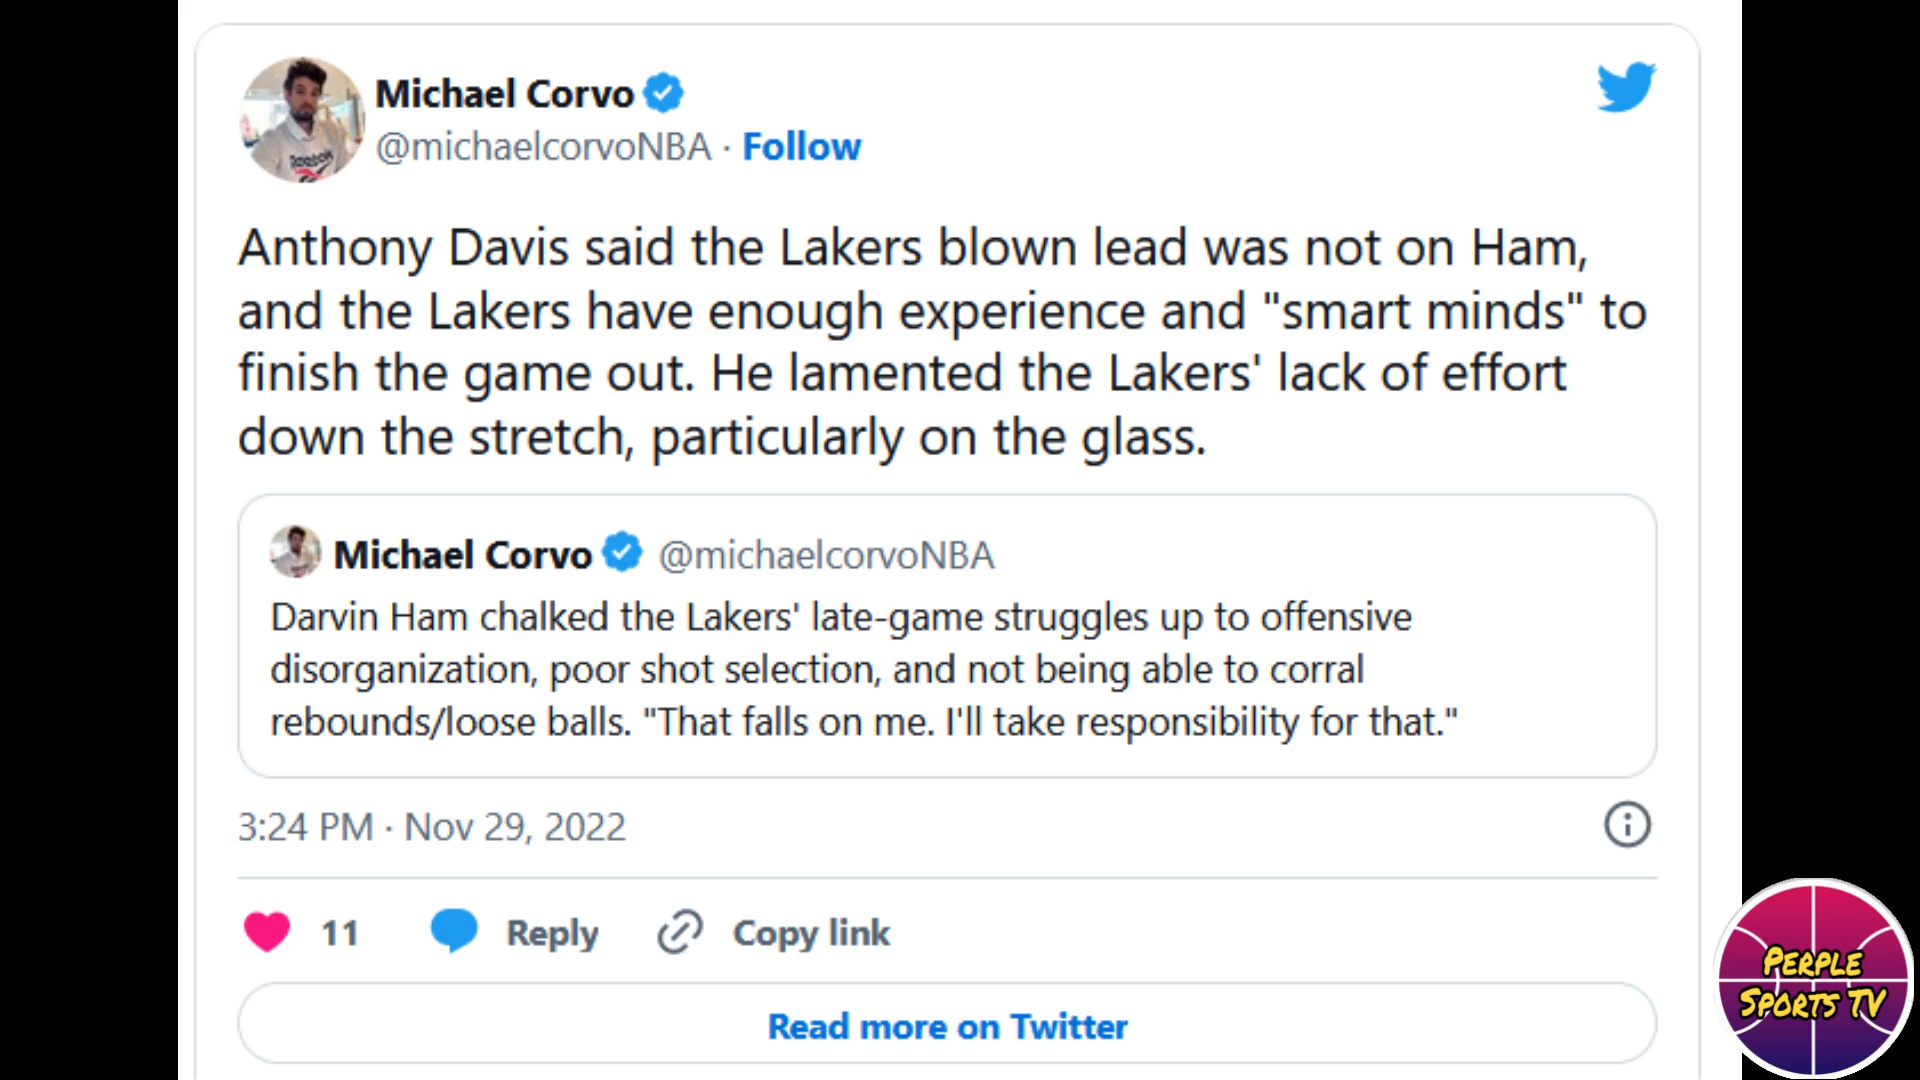 Michael Corvo
@michaelcorvoNBA · Follow
Anthony Davis said the Lakers blown lead was not on Ham,
and the Lakers have enough experience and "smart minds" to
finish the game out. He lamented the Lakers' lack of effort
down the stretch, particularly on the glass.
Michael Corvo @michaelcorvoNBA
Darvin Ham chalked the Lakers' late-game struggles up to offensive
disorganization, poor shot selection, and not being able to corral
rebounds/loose balls. "That falls on me. I'll take responsibility for that."
3:24 PM · Nov 29, 2022
11 Reply Copy link
Read more on Twitter
PERPLE
SPORTS TV
Reebok